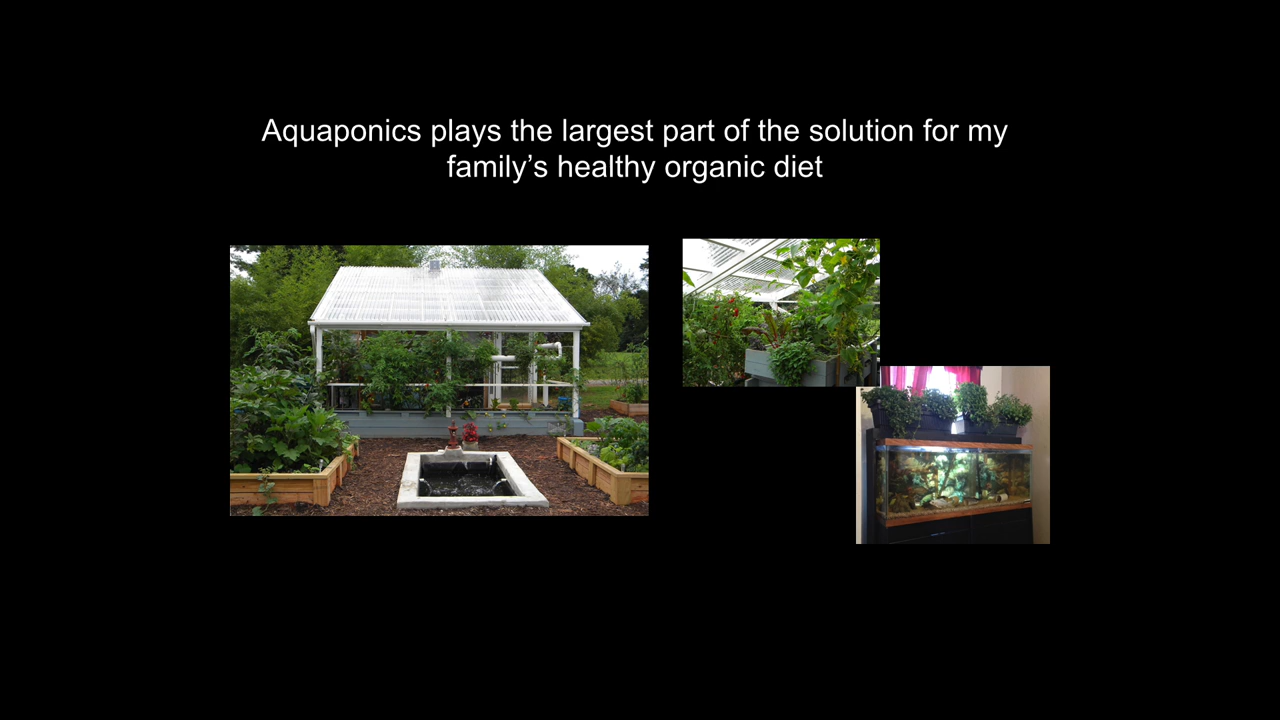 Aquaponics plays the largest part of the solution for my
family’s healthy organic diet